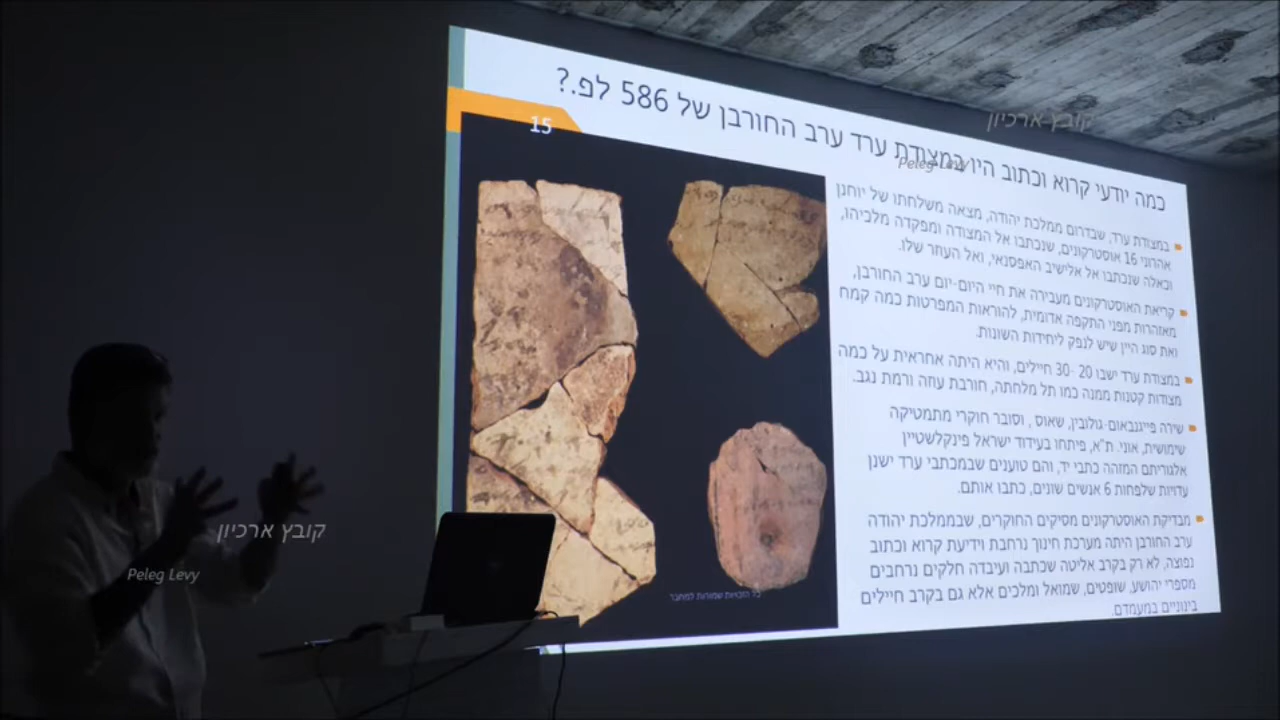 כמה יודעי קרוא וכתוב היו במצודת ערד ערב החורבן של 586 לפ.?
15
במצודת ערד, שבדרום ממלכת יהודה, מצאה משלחתו של יוחנן
אהרוני 16 אוסטרקונים, שנכתבו אל המצודה ומפקדה מלכיהו,
וכאלה שנכתבו אל אלישיב האפסנאי, ואל העוזר שלו.
קריאת האוסטרקונים מעבירה את חיי היום-יום ערב החורבן,
מאזהרות מפני התקפה אדומית, להוראות המפרטות כמה קמח
ואת סוג היין שיש לנפק ליחידות השונות.
במצודת ערד ישבו 20 -30 חיילים, והיא היתה אחראית על כמה
מצודות קטנות ממנה כמו תל מלחתה, חורבת עוזה ורמת נגב.
שירה פייגנבאום-גולובין, שאוס , וסובר חוקרי מתמטיקה
שימושית, אוני. ת"א, פיתחו בעידוד ישראל פינקלשטיין
אלגוריתם המזהה כתבי יד, והם טוענים שבמכתבי ערד ישנן
עדויות שלפחות 6 אנשים שונים, כתבו אותם.
מבדיקת האוסטרקונים מסיקים החוקרים, שבממלכת יהודה
ערב החורבן היתה מערכת חינוך נרחבת וידיעת קרוא וכתוב
נפוצה, לא רק בקרב אליטה שכתבה ועיבדה חלקים נרחבים
מספרי יהושע, שופטים, שמואל ומלכים אלא גם בקרב חיילים
בינוניים במעמדם.
כל הזכויות שמורות למחבר
קובץ ארכיון
Peleg Levy
קובץ ארכיון
Peleg Levy